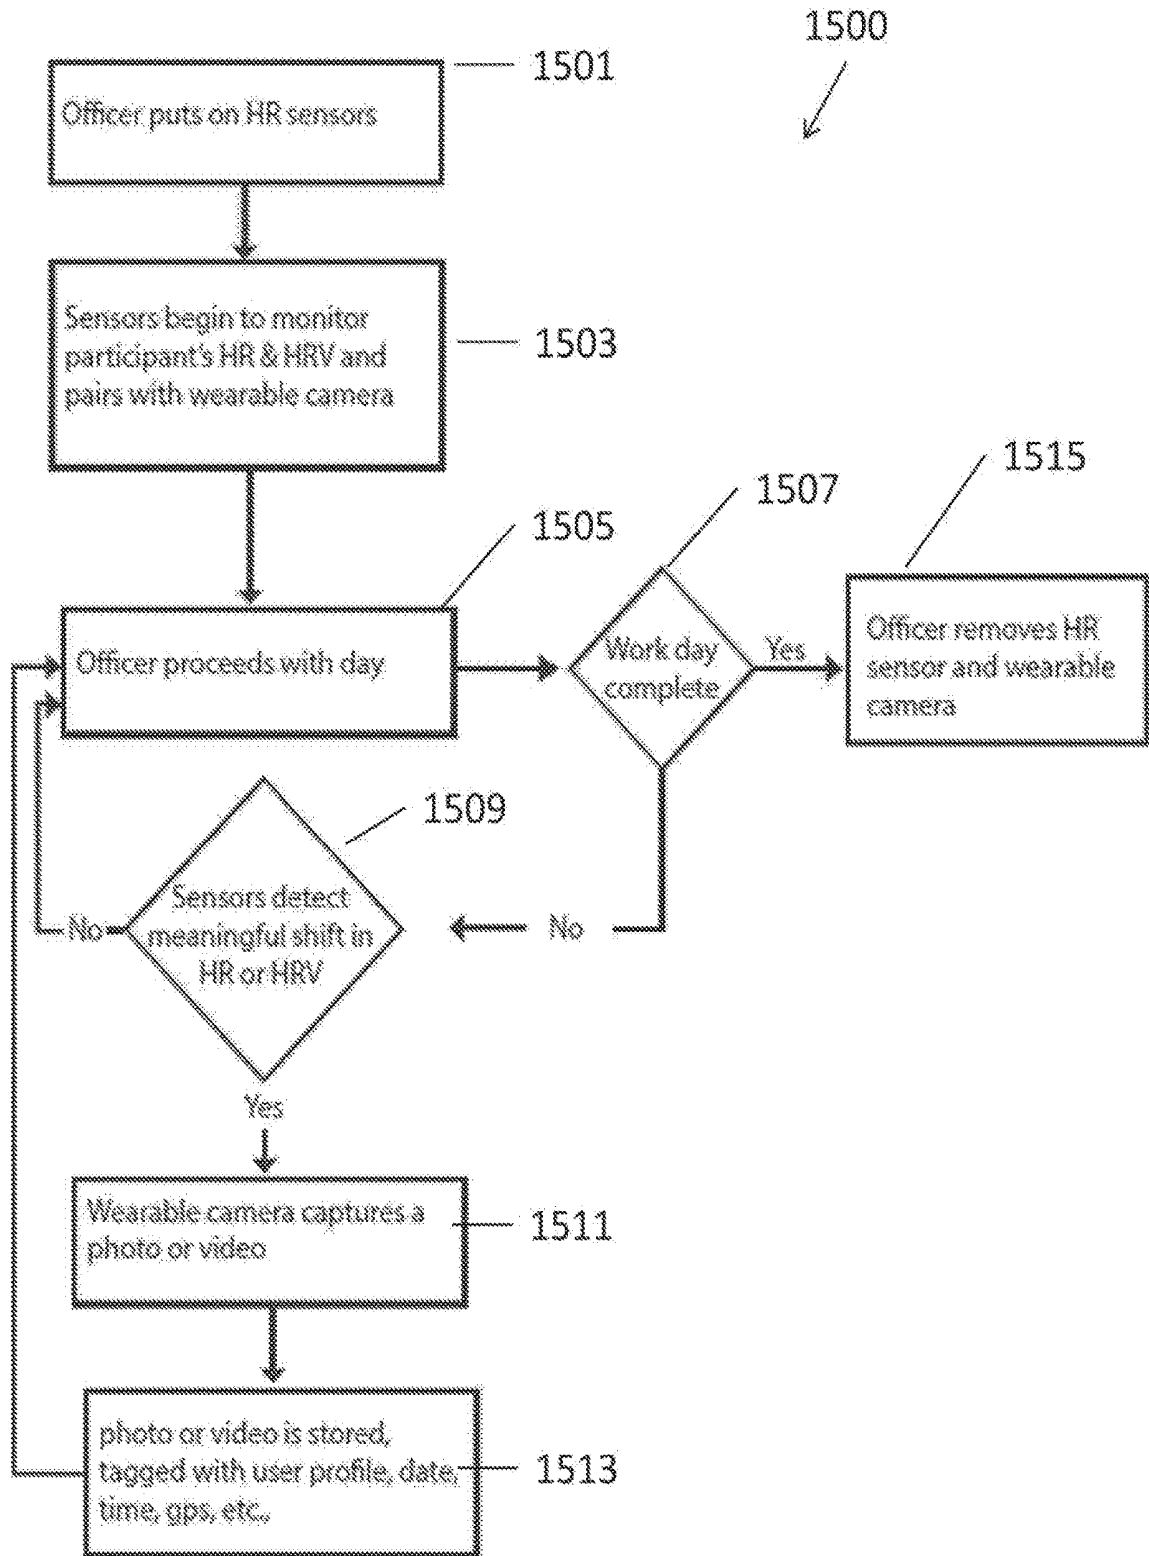 1500
1501
Officer puts on HR sensors
Sensors begin to monitor
participant's HR & HRV and
pairs with wearable camera
1503
1505
Officer proceeds with day
1507
Work day
complete
Yes
1515
Officer removes HR
sensor and wearable
camera
1509
Sensors detect
meaningful shift in
HR or HRV
No
No
Yes
Wearable camera captures a
photo or video
1511
photo or video is stored,
tagged with user profile, date,
time, gps, etc.,
1513